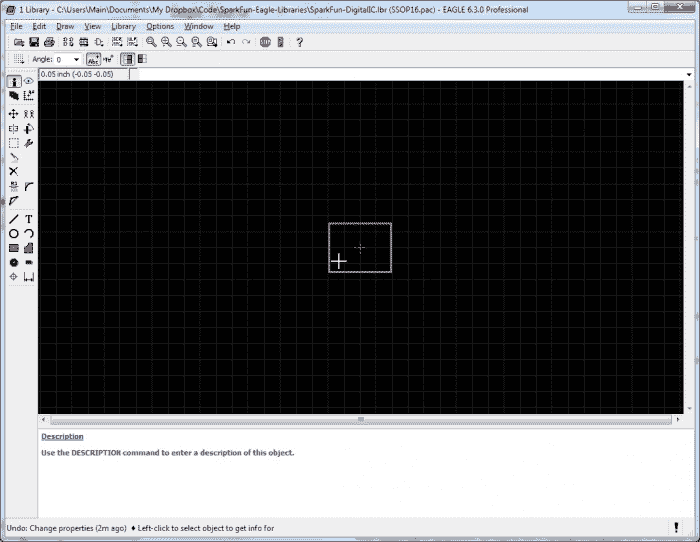 1 Library - C:\Users\Main\Documents\My Dropbox\Code\SparkFun-Eagle-Libraries\SparkFun-DigitalIC.lbr (SSOP16.pac) - EAGLE 6.3.0 Professional
File Edit Draw View Library Options Window Help
Angle: 0
0.05 inch (-0.05 -0.05)
Description
Use the DESCRIPTION command to enter a description of this object.
Undo: Change properties (2m ago) ♦ Left-click to select object to get info for